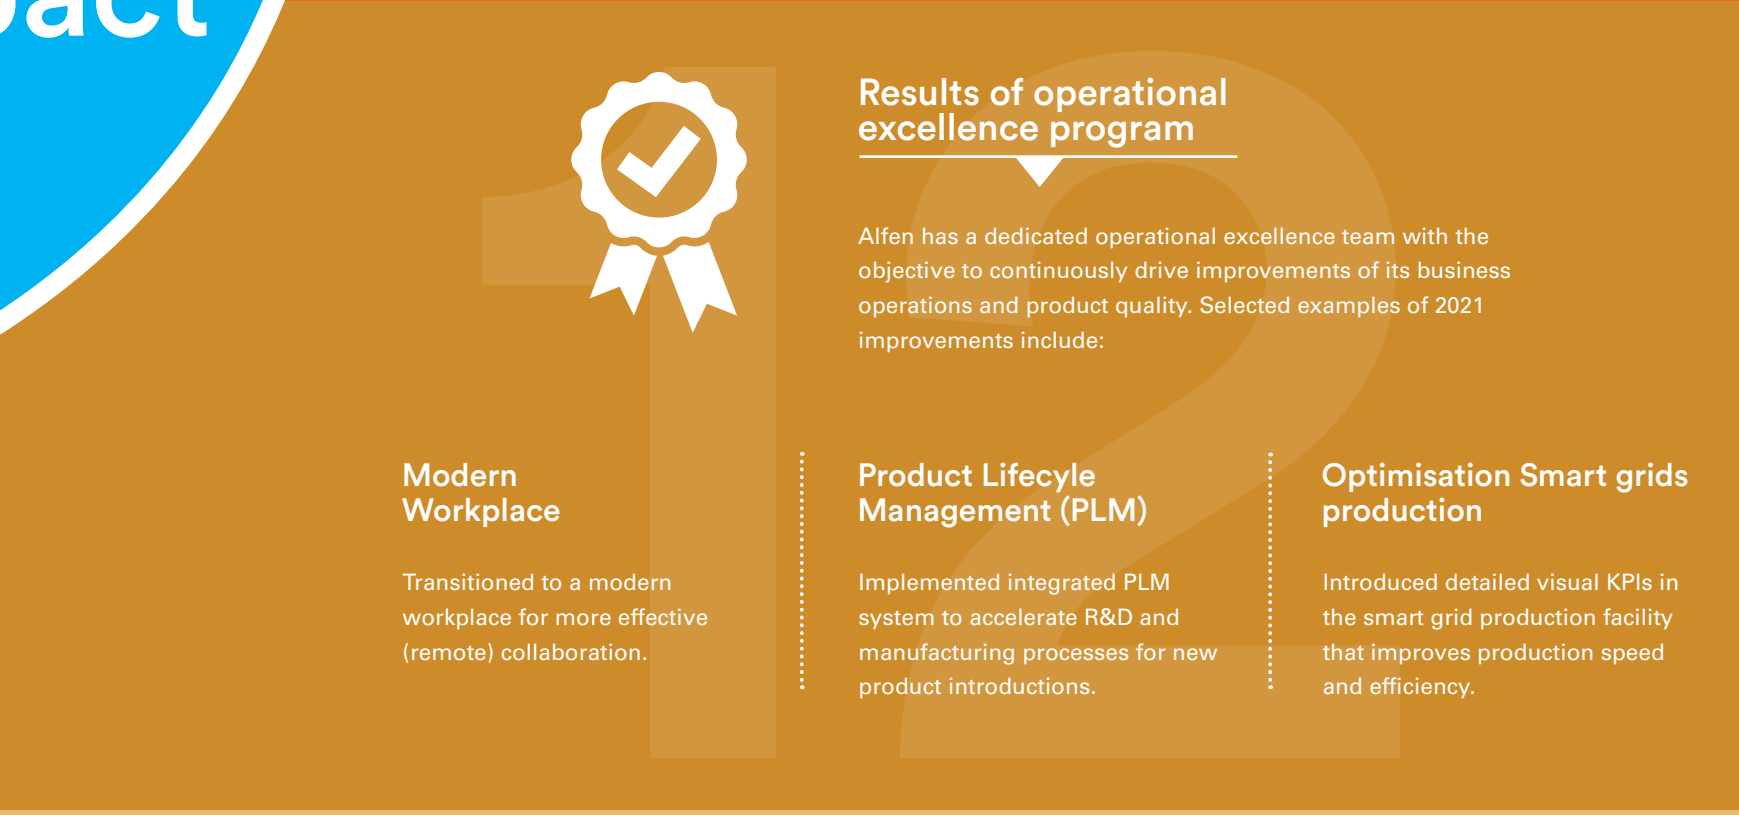 Results of operational
excellence program
Alfen has a dedicated operational excellence team with the
objective to continuously drive improvements of its business
operations and product quality. Selected examples of 2021
improvements include:
Modern
Workplace
Transitioned to a modern
workplace for more effective
(remote) collaboration.
Product Lifecyle
Management (PLM)
Implemented integrated PLM
system to accelerate R&D and
manufacturing processes for new
product introductions.
Optimisation Smart grids
production
Introduced detailed visual KPIs in
the smart grid production facility
that improves production speed
and efficiency.
12